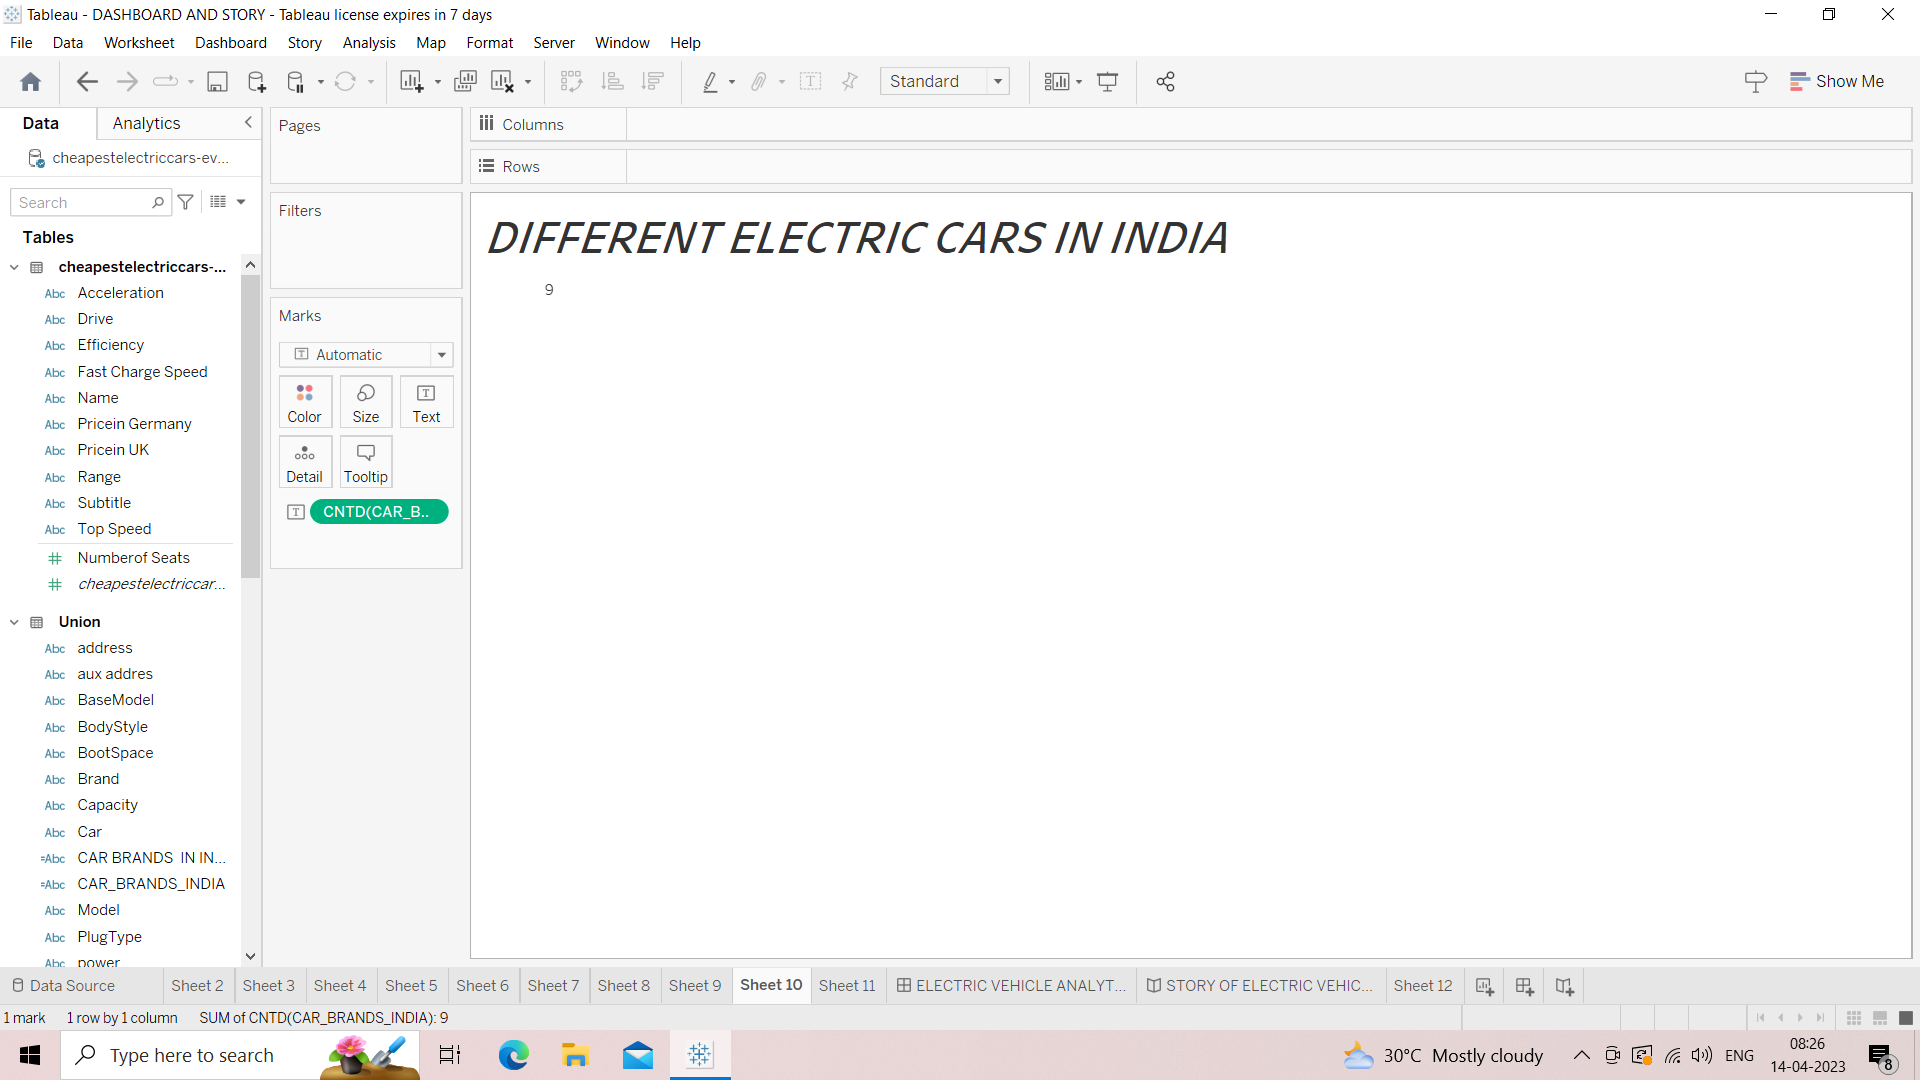 Tableau - DASHBOARD AND STORY - Tableau license expires in 7 days
File Data Worksheet Dashboard Story Analysis Map Format Server Window Help
Standard
Show Me
Data Analytics
cheapestelectriccars-ev...
Search
Tables
cheapestelectriccars-...
Abc Acceleration
Abc Drive
Abc Efficiency
Abc Fast Charge Speed
Abc Name
Abc Pricein Germany
Abc Pricein UK
Abc Range
Abc Subtitle
Abc Top Speed
Numberof Seats
cheapestelectriccar...
Union
Abc address
Abc aux addres
Abc BaseModel
Abc BodyStyle
Abc BootSpace
Abc Brand
Abc Capacity
Abc Car
=Abc CAR BRANDS IN IN...
=Abc CAR_BRANDS_INDIA
Abc Model
Abc PlugType
Abc power
Pages
Filters
Marks
Automatic
Color Size Text
Detail Tooltip
CNTD(CAR_B..
Columns
Rows
DIFFERENT ELECTRIC CARS IN INDIA
9
Data Source Sheet 2 Sheet 3 Sheet 4 Sheet 5 Sheet 6 Sheet 7 Sheet 8 Sheet 9 Sheet 10 Sheet 11 ELECTRIC VEHICLE ANALYT... STORY OF ELECTRIC VEHIC... Sheet 12
1 mark 1 row by 1 column SUM of CNTD(CAR_BRANDS_INDIA): 9
Type here to search
30°C Mostly cloudy
ENG
08:26
14-04-2023
8